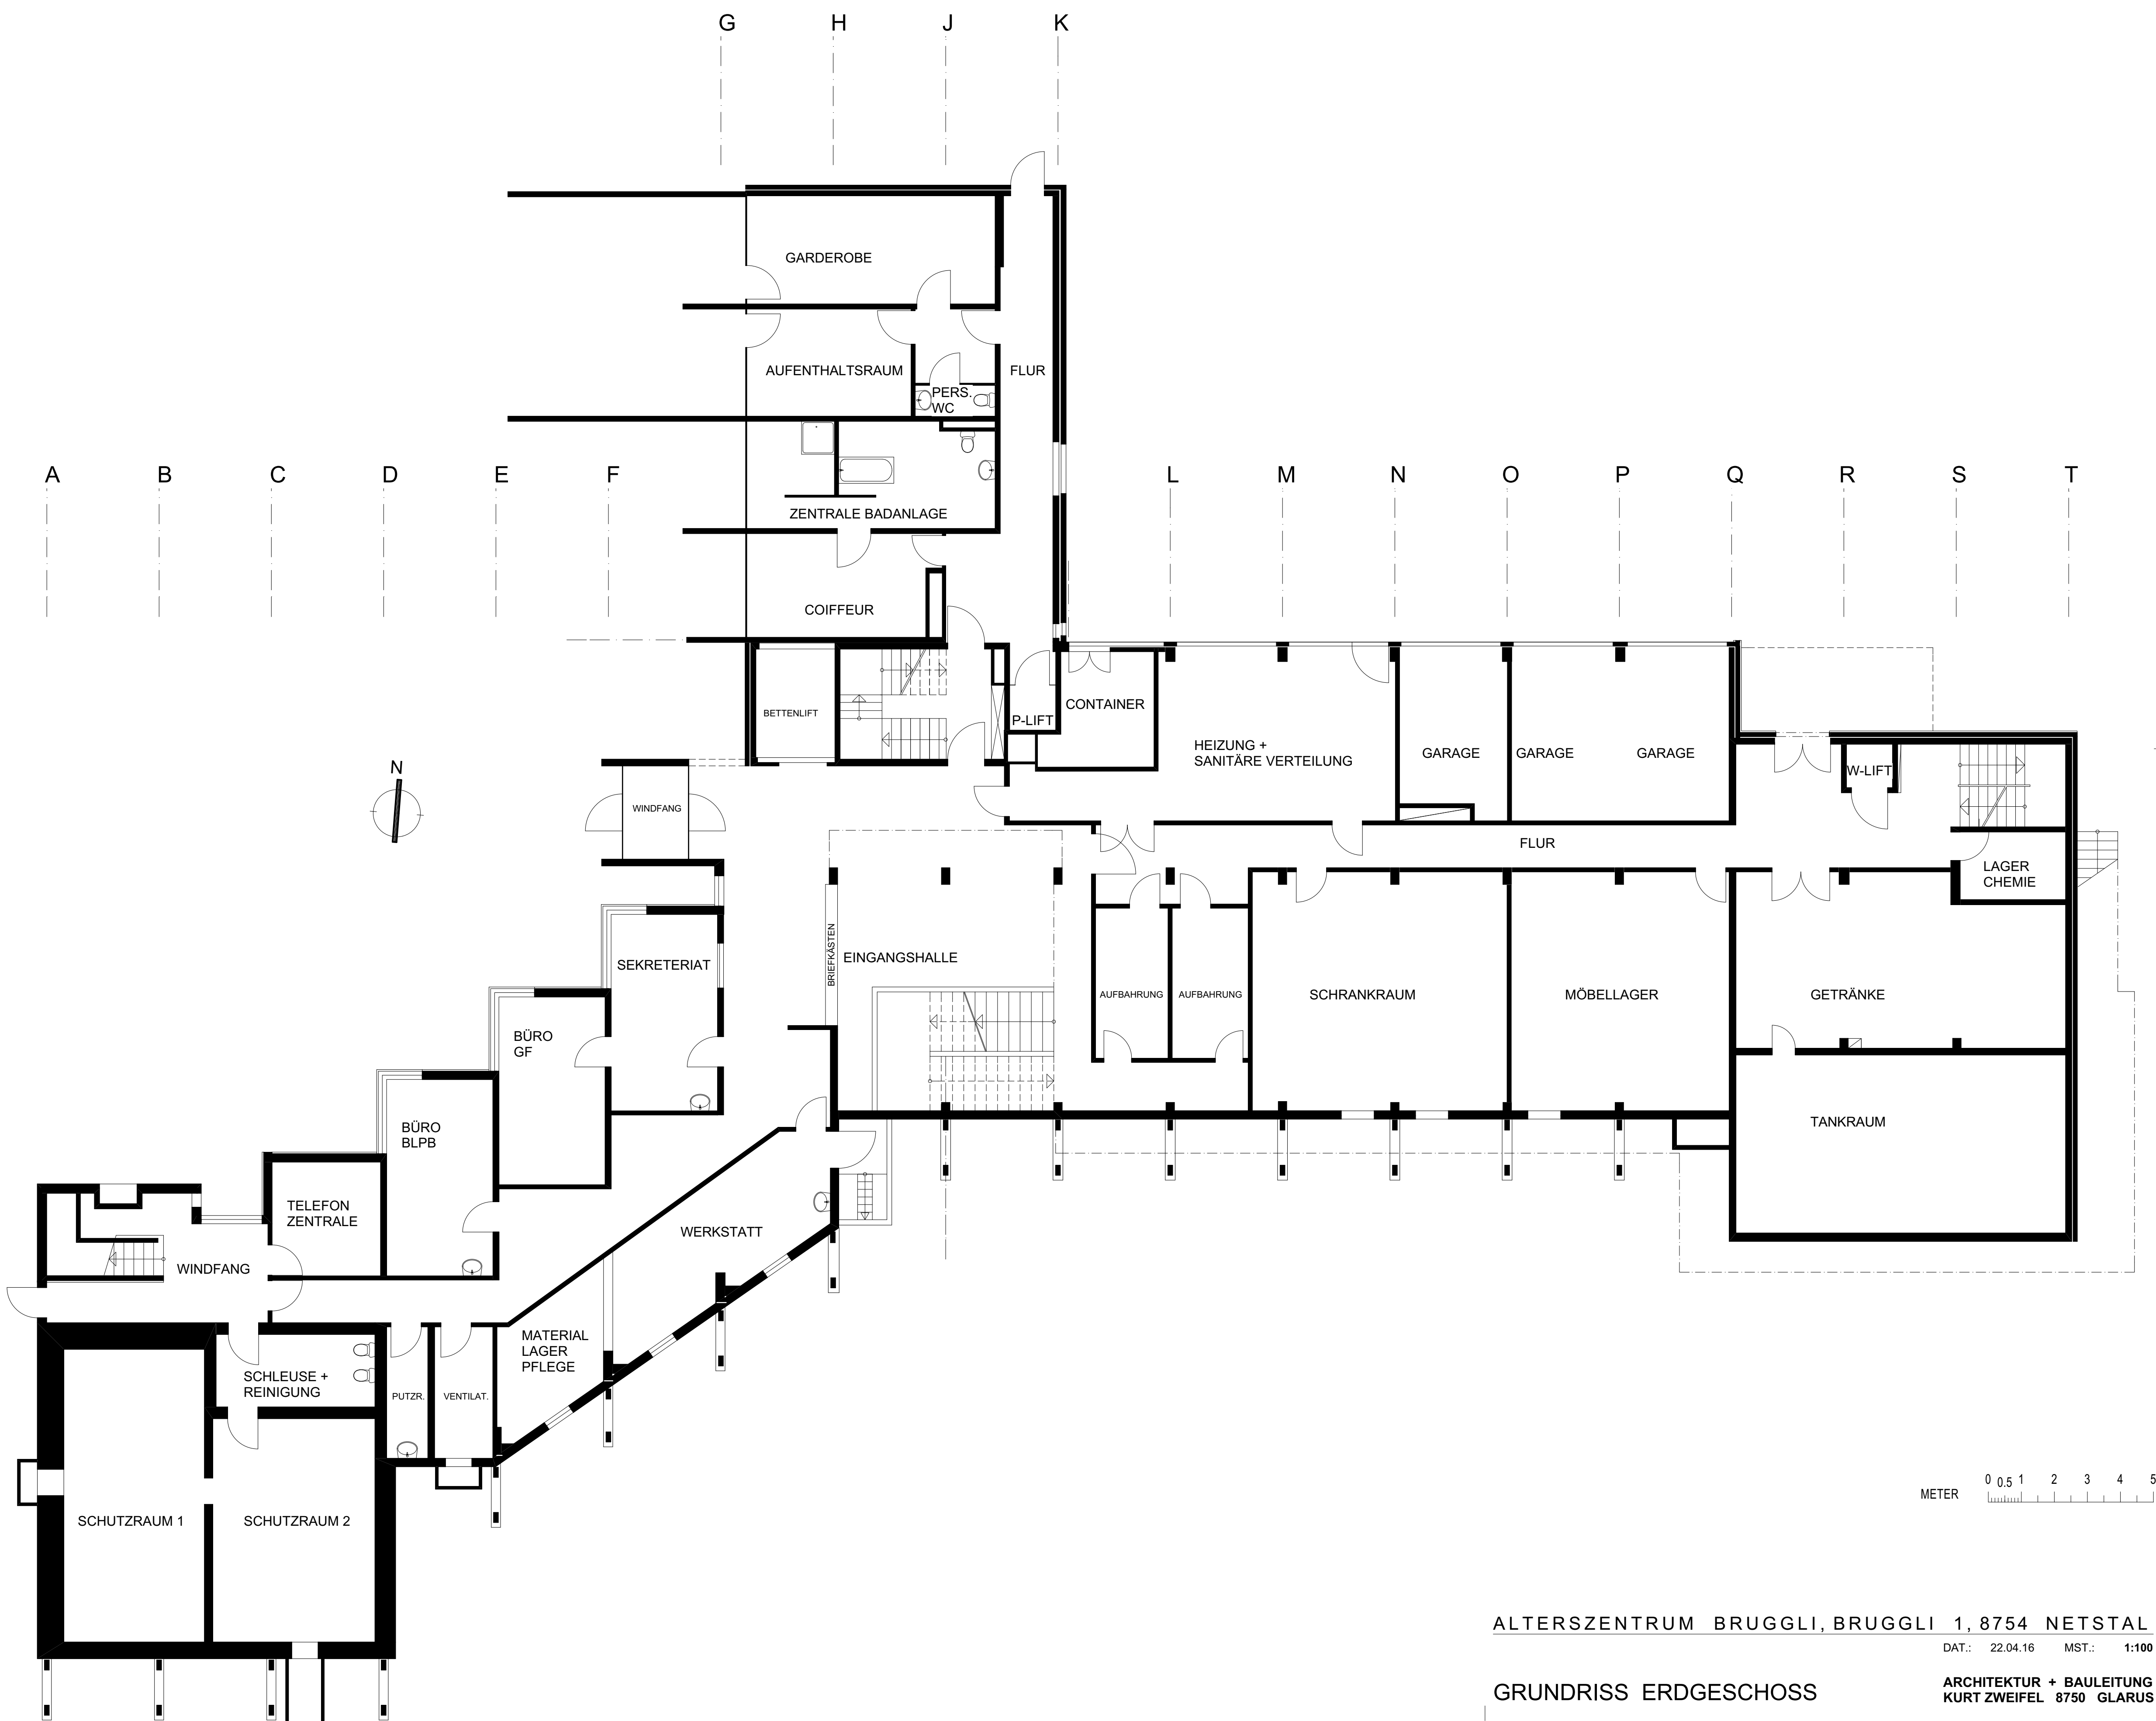 G H J K
GARDEROBE
AUFENTHALTSRAUM
FLUR
PERS.
WC
A B C D E F
L M N O P Q R S T
ZENTRALE BADANLAGE
COIFFEUR
BETTENLIFT
P-LIFT
CONTAINER
HEIZUNG +
SANITÄRE VERTEILUNG
GARAGE
GARAGE
GARAGE
W-LIFT
N
WINDFANG
FLUR
LAGER
CHEMIE
SEKRETERIAT
BRIEFKÄSTEN
EINGANGSHALLE
AUFBAHRUNG
AUFBAHRUNG
SCHRANKRAUM
MÖBELLAGER
GETRÄNKE
BÜRO
GF
BÜRO
BLPB
TANKRAUM
TELEFON
ZENTRALE
WERKSTATT
WINDFANG
MATERIAL
LAGER
PFLEGE
SCHLEUSE +
REINIGUNG
PUTZR.
VENTILAT.
SCHUTZRAUM 1
SCHUTZRAUM 2
METER 0 0.5 1 2 3 4 5
ALTERSZENTRUM BRUGGLI, BRUGGLI 1, 8754 NETSTAL
DAT.: 22.04.16 MST.: 1:100
GRUNDRISS ERDGESCHOSS
ARCHITEKTUR + BAULEITUNG
KURT ZWEIFEL 8750 GLARUS